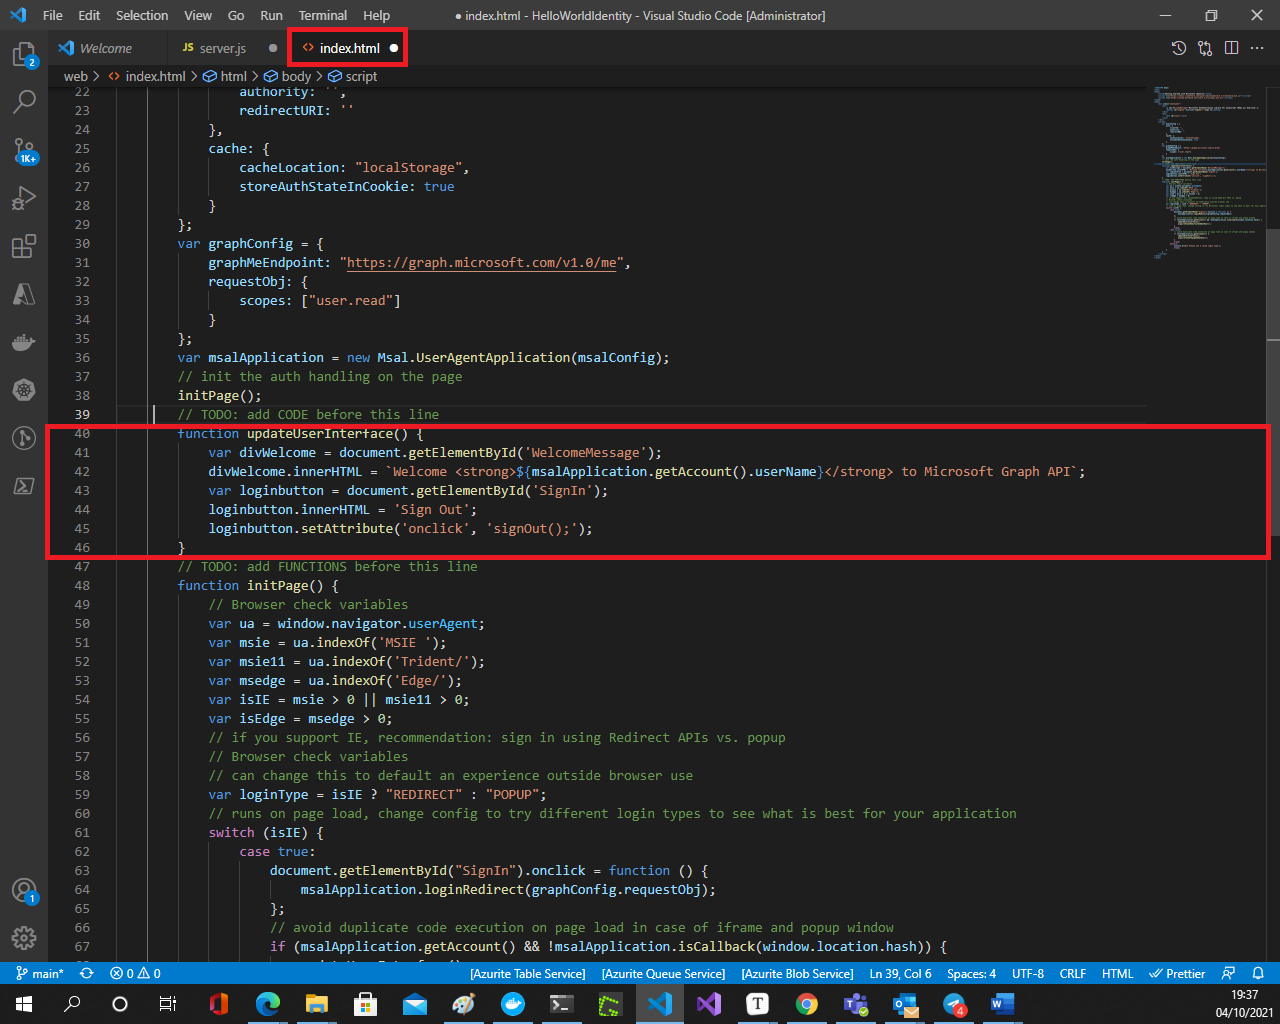 File Edit Selection View Go Run Terminal Help
● index.html - HelloWorldIdentity - Visual Studio Code [Administrator]
Welcome
JS server.js ●
<> index.html ●
web > <> index.html > html > body > script
22 authority: '',
23 redirectURI: ''
24 },
25 cache: {
26 cacheLocation: "localStorage",
27 storeAuthStateInCookie: true
28 }
29 };
30 var graphConfig = {
31 graphMeEndpoint: "https://graph.microsoft.com/v1.0/me",
32 requestObj: {
33 scopes: ["user.read"]
34 }
35 };
36 var msalApplication = new Msal.UserAgentApplication(msalConfig);
37 // init the auth handling on the page
38 initPage();
39 // TODO: add CODE before this line
40 function updateUserInterface() {
41 var divWelcome = document.getElementById('WelcomeMessage');
42 divWelcome.innerHTML = `Welcome <strong>${msalApplication.getAccount().userName}</strong> to Microsoft Graph API`;
43 var loginbutton = document.getElementById('SignIn');
44 loginbutton.innerHTML = 'Sign Out';
45 loginbutton.setAttribute('onclick', 'signOut();');
46 }
47 // TODO: add FUNCTIONS before this line
48 function initPage() {
49 // Browser check variables
50 var ua = window.navigator.userAgent;
51 var msie = ua.indexOf('MSIE ');
52 var msie11 = ua.indexOf('Trident/');
53 var msedge = ua.indexOf('Edge/');
54 var isIE = msie > 0 || msie11 > 0;
55 var isEdge = msedge > 0;
56 // if you support IE, recommendation: sign in using Redirect APIs vs. popup
57 // Browser check variables
58 // can change this to default an experience outside browser use
59 var loginType = isIE ? "REDIRECT" : "POPUP";
60 // runs on page load, change config to try different login types to see what is best for your application
61 switch (isIE) {
62 case true:
63 document.getElementById("SignIn").onclick = function () {
64 msalApplication.loginRedirect(graphConfig.requestObj);
65 };
66 // avoid duplicate code execution on page load in case of iframe and popup window
67 if (msalApplication.getAccount() && !msalApplication.isCallback(window.location.hash)) {
2
1K+
1
main* 0 0 [Azurite Table Service] [Azurite Queue Service] [Azurite Blob Service] Ln 39, Col 6 Spaces: 4 UTF-8 CRLF HTML Prettier
T
4
19:37
04/10/2021